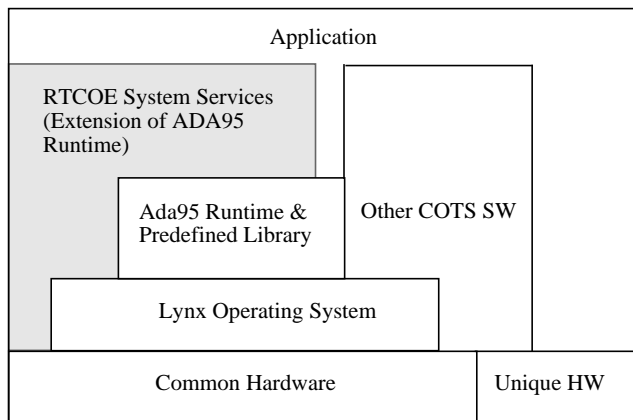 Application
RTCOE System Services
(Extension of ADA95
Runtime)
Ada95 Runtime &
Predefined Library
Other COTS SW
Lynx Operating System
Common Hardware
Unique HW